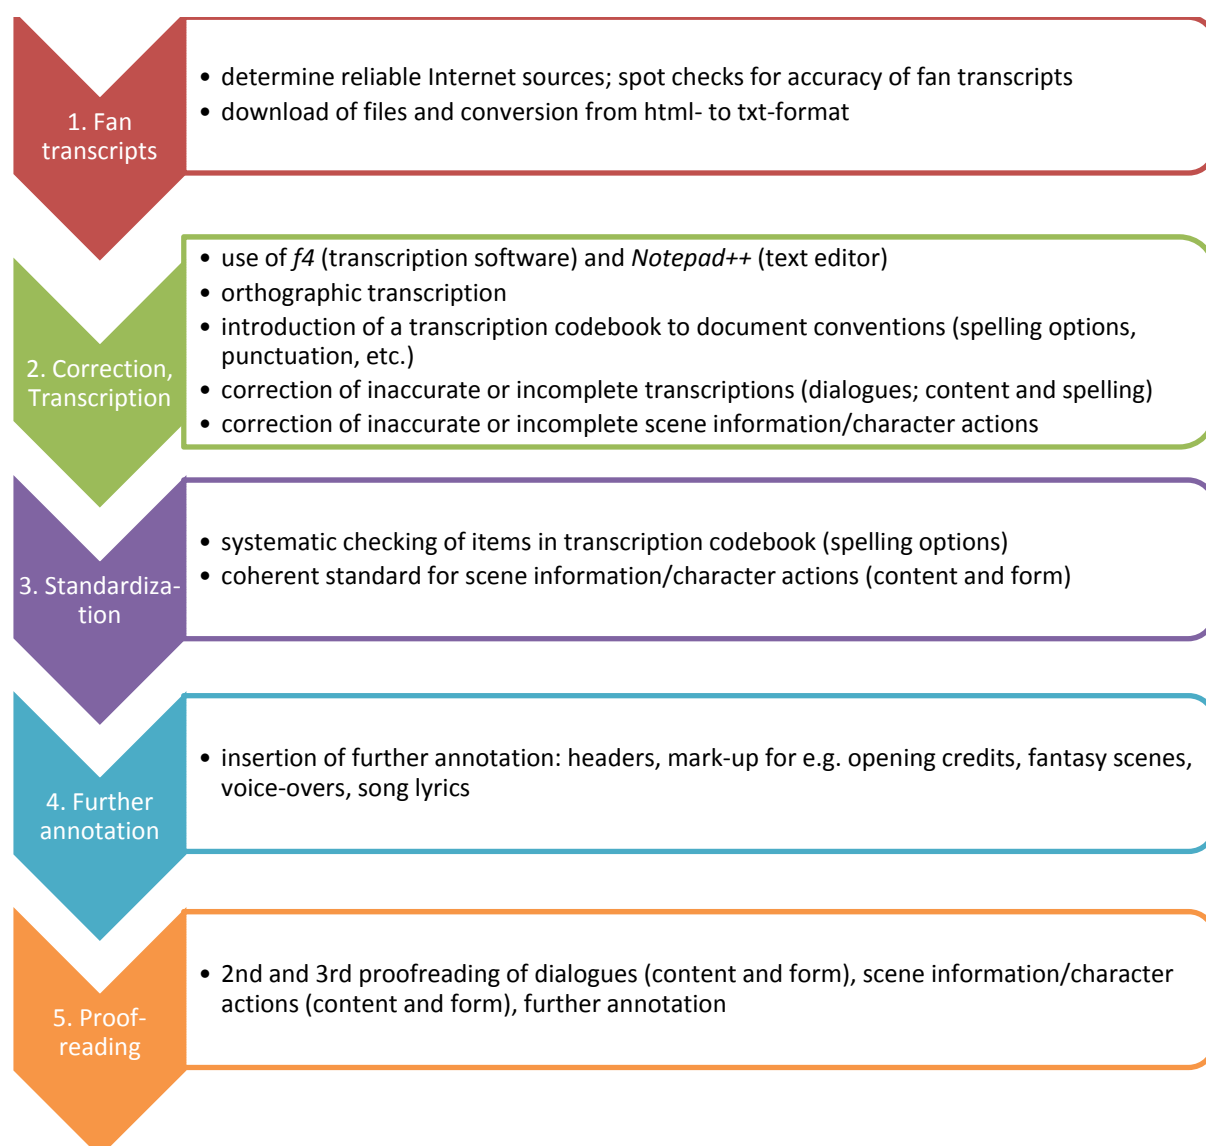 1. Fan
transcripts
• determine reliable Internet sources; spot checks for accuracy of fan transcripts
• download of files and conversion from html- to txt-format
2. Correction,
Transcription
• use of f4 (transcription software) and Notepad++ (text editor)
• orthographic transcription
• introduction of a transcription codebook to document conventions (spelling options,
punctuation, etc.)
• correction of inaccurate or incomplete transcriptions (dialogues; content and spelling)
• correction of inaccurate or incomplete scene information/character actions
3. Standardiza-
tion
• systematic checking of items in transcription codebook (spelling options)
• coherent standard for scene information/character actions (content and form)
4. Further
annotation
• insertion of further annotation: headers, mark-up for e.g. opening credits, fantasy scenes,
voice-overs, song lyrics
5. Proof-
reading
• 2nd and 3rd proofreading of dialogues (content and form), scene information/character
actions (content and form), further annotation